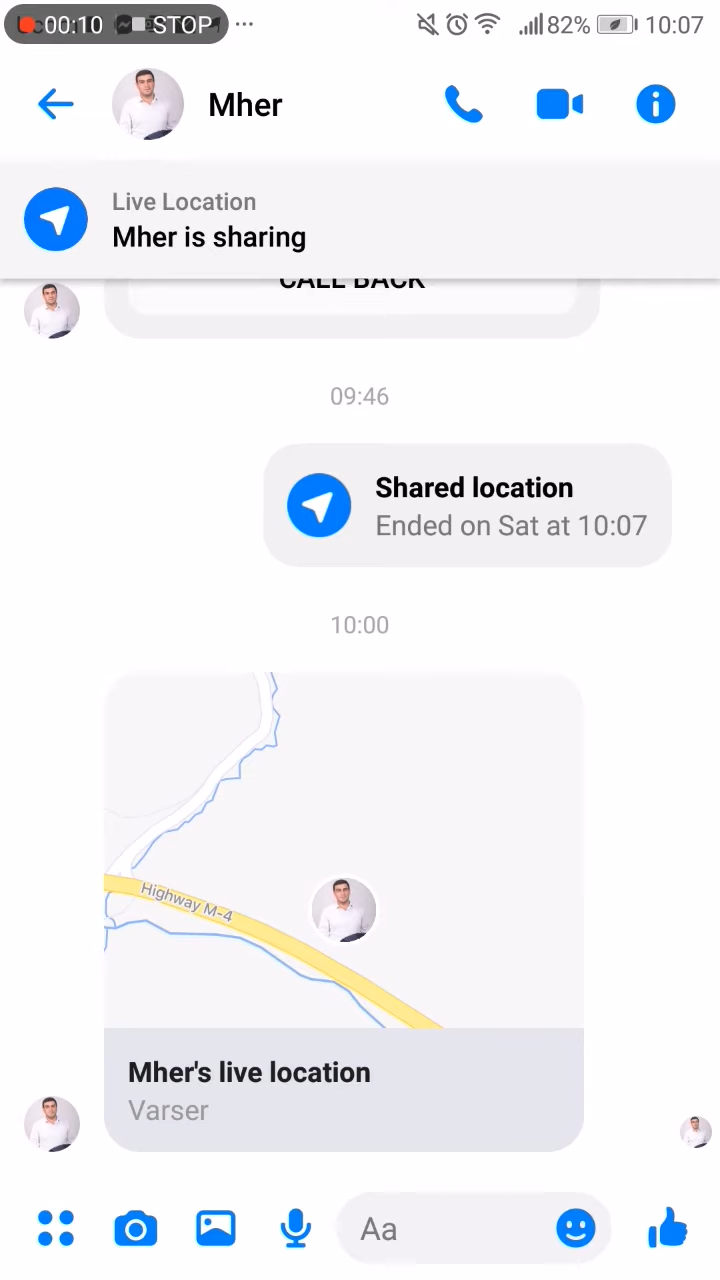 00:10 STOP ... 82% 10:07
Mher
Live Location
Mher is sharing
CALL BACK
09:46
Shared location
Ended on Sat at 10:07
10:00
Highway M-4
Mher's live location
Varser
Aa